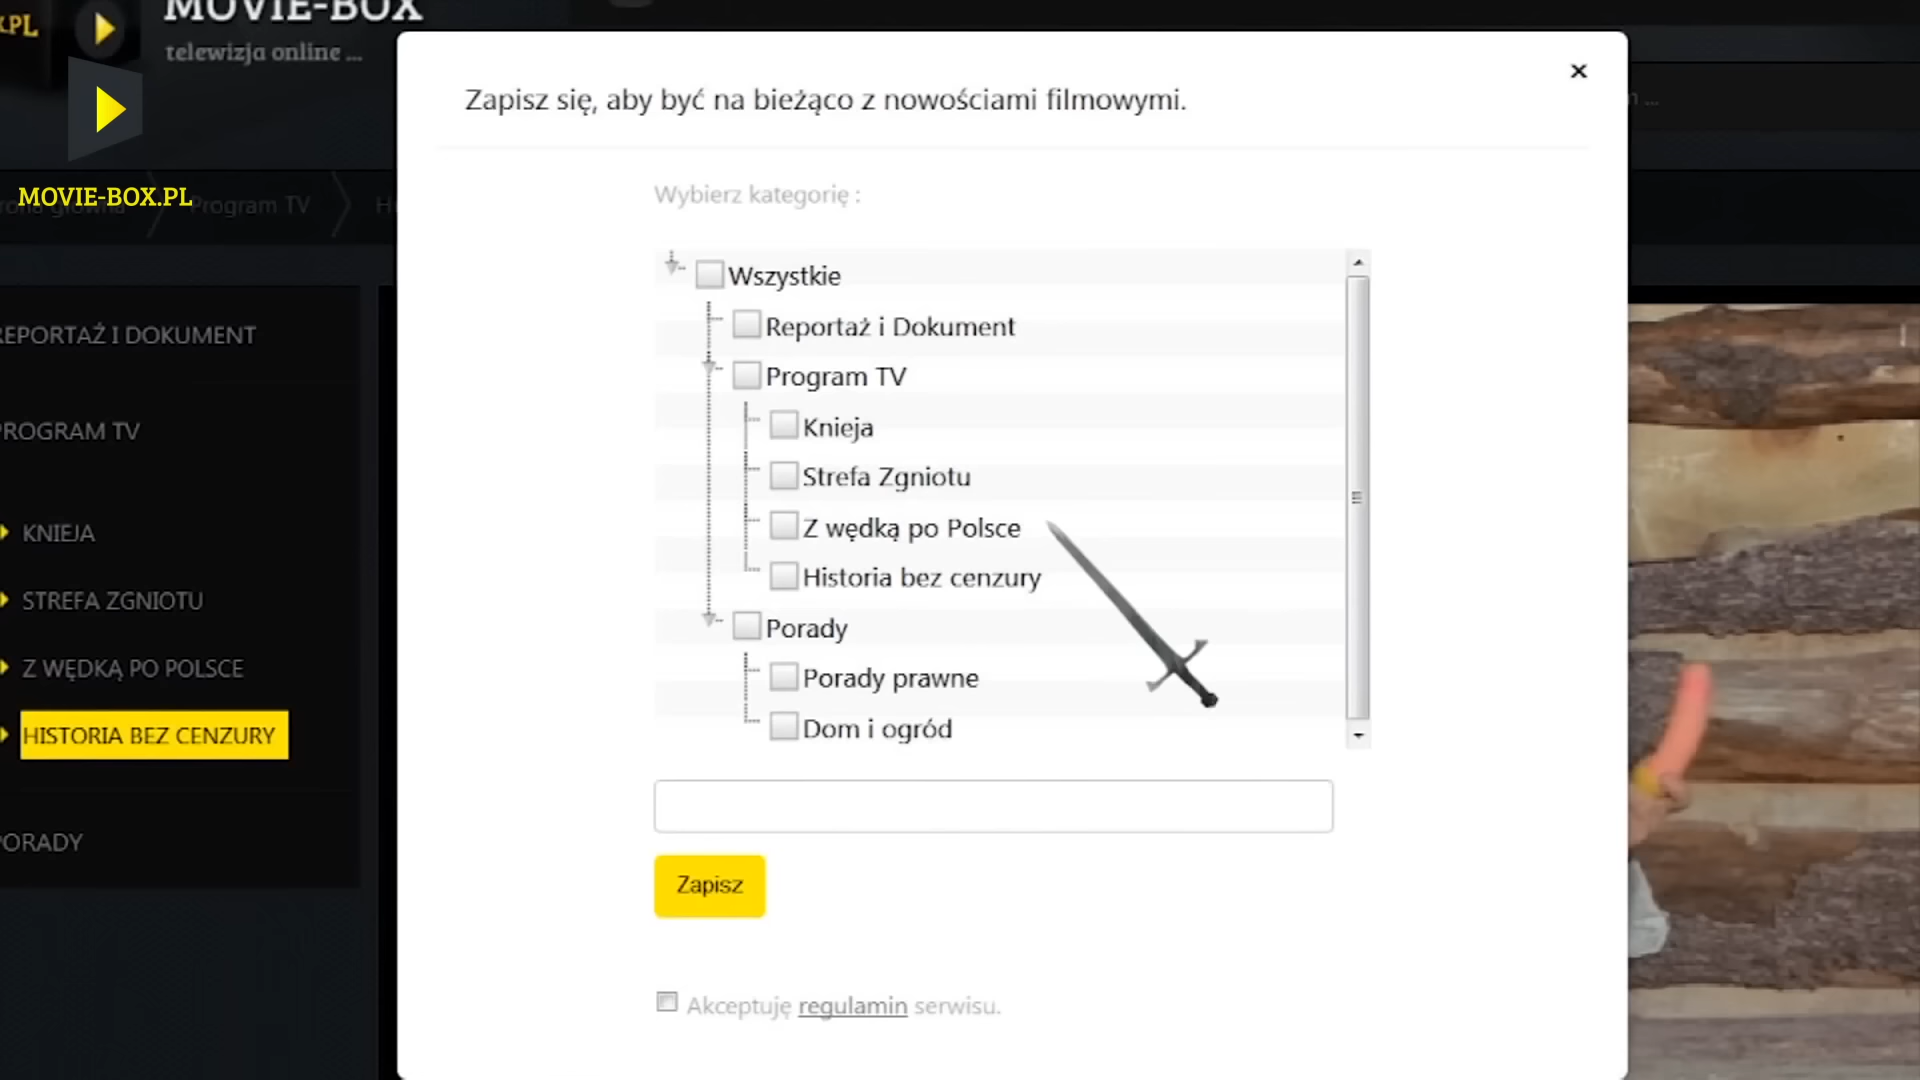 MOVIE-BOX
telewizja online ...
MOVIE-BOX.PL
Program TV
REPORTAŻ I DOKUMENT
PROGRAM TV
KNIEJA
STREFA ZGNIOTU
Z WĘDKĄ PO POLSCE
HISTORIA BEZ CENZURY
PORADY
Zapisz się, aby być na bieżąco z nowościami filmowymi.
Wybierz kategorię :
Wszystkie
Reportaż i Dokument
Program TV
Knieja
Strefa Zgniotu
Z wędką po Polsce
Historia bez cenzury
Porady
Porady prawne
Dom i ogród
Zapisz
Akceptuję regulamin serwisu.